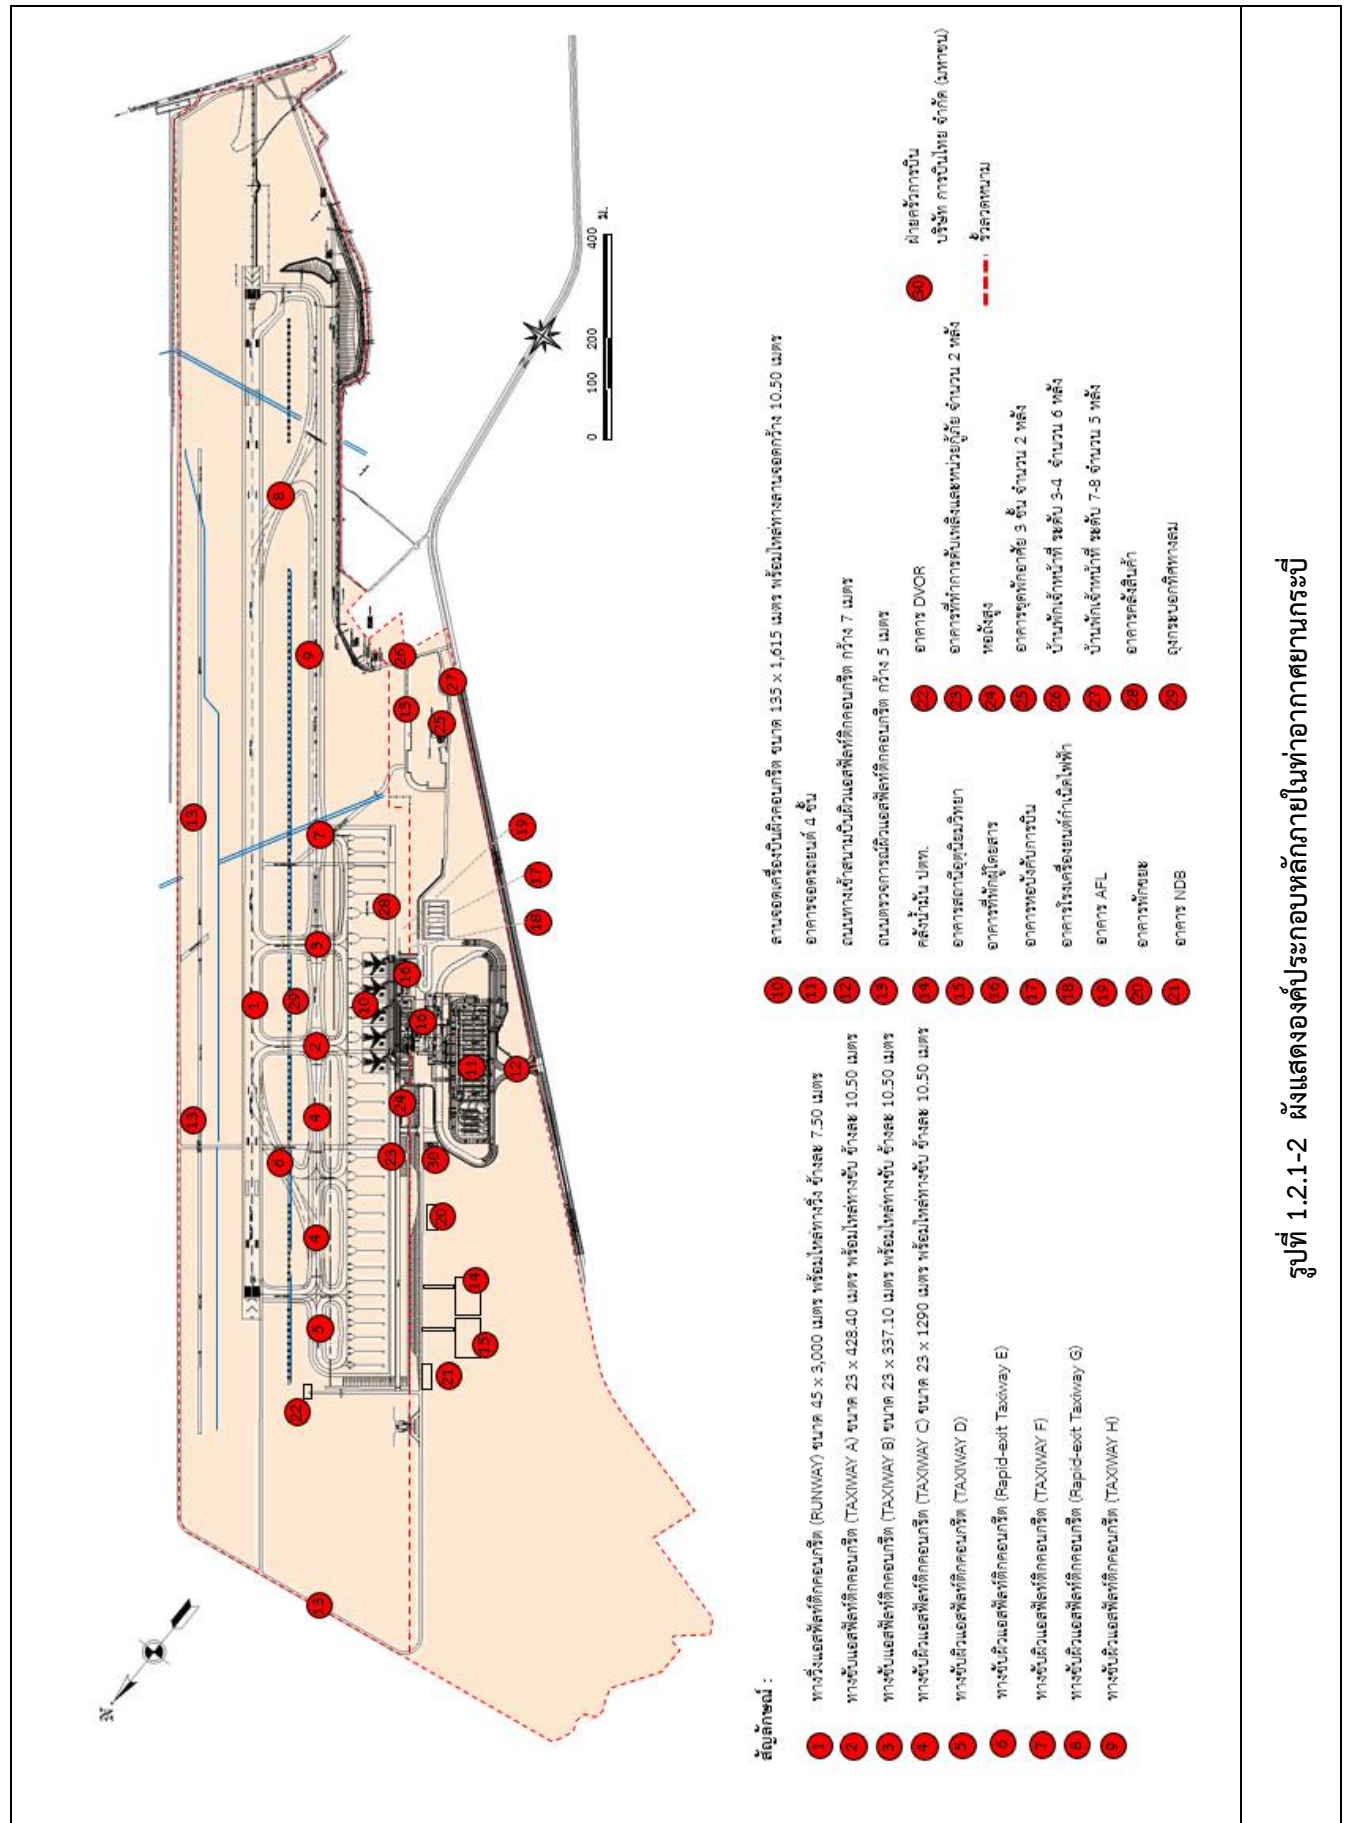 N
0 100 200 400 ม.
สัญลักษณ์ :
1 ทางวิ่งแอสฟัลท์ติกคอนกรีต (RUNWAY) ขนาด 45 x 3,000 เมตร พร้อมไหล่ทางวิ่ง ข้างละ 7.50 เมตร
2 ทางขับแอสฟัลท์ติกคอนกรีต (TAXIWAY A) ขนาด 23 x 428.40 เมตร พร้อมไหล่ทางขับ ข้างละ 10.50 เมตร
3 ทางขับแอสฟัลท์ติกคอนกรีต (TAXIWAY B) ขนาด 23 x 337.10 เมตร พร้อมไหล่ทางขับ ข้างละ 10.50 เมตร
4 ทางขับผิวแอสฟัลท์ติกคอนกรีต (TAXIWAY C) ขนาด 23 x 1290 เมตร พร้อมไหล่ทางขับ ข้างละ 10.50 เมตร
5 ทางขับผิวแอสฟัลท์ติกคอนกรีต (TAXIWAY D)
6 ทางขับผิวแอสฟัลท์ติกคอนกรีต (Rapid-exit Taxiway E)
7 ทางขับผิวแอสฟัลท์ติกคอนกรีต (TAXIWAY F)
8 ทางขับผิวแอสฟัลท์ติกคอนกรีต (Rapid-exit Taxiway G)
9 ทางขับผิวแอสฟัลท์ติกคอนกรีต (TAXIWAY H)
10 ลานจอดเครื่องบินผิวคอนกรีต ขนาด 135 x 1,615 เมตร พร้อมไหล่ทางลานจอดกว้าง 10.50 เมตร
11 อาคารจอดรถยนต์ 4 ชั้น
12 ถนนทางเข้าสนามบินผิวแอสฟัลท์ติกคอนกรีต กว้าง 7 เมตร
13 ถนนตรวจการณ์ผิวแอสฟัลท์ติกคอนกรีต กว้าง 5 เมตร
14 คลังน้ำมัน ปตท.
15 อาคารสถานีอุตุนิยมวิทยา
16 อาคารที่พักผู้โดยสาร
17 อาคารหอบังคับการบิน
18 อาคารโรงเครื่องยนต์กำเนิดไฟฟ้า
19 อาคาร AFL
20 อาคารพักขยะ
21 อาคาร NDB
22 อาคาร DVOR
23 อาคารที่ทำการดับเพลิงและหน่วยกู้ภัย จำนวน 2 หลัง
24 หอถังสูง
25 อาคารชุดพักอาศัย 3 ชั้น จำนวน 2 หลัง
26 บ้านพักเจ้าหน้าที่ ระดับ 3-4 จำนวน 6 หลัง
27 บ้านพักเจ้าหน้าที่ ระดับ 7-8 จำนวน 5 หลัง
28 อาคารคลังสินค้า
29 ถุงกระบอกทิศทางลม
30 ฝ่ายครัวการบิน
บริษัท การบินไทย จำกัด (มหาชน)
รั้วลวดหนาม
รูปที่ 1.2.1-2 ผังแสดงองค์ประกอบหลักภายในท่าอากาศยานกระบี่